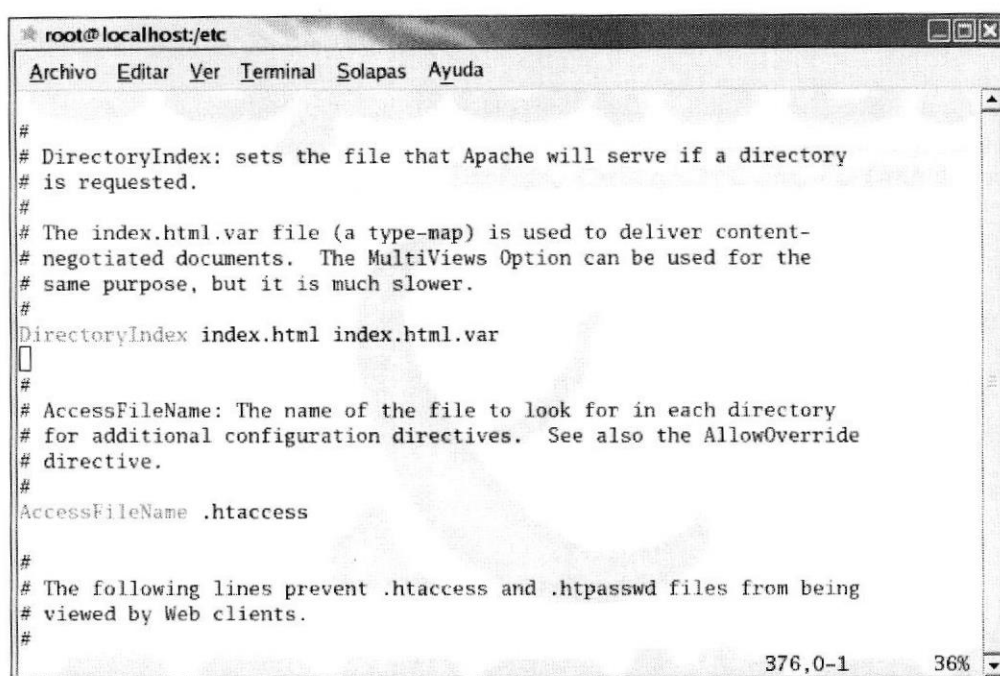 root@localhost:/etc
Archivo Editar Ver Terminal Solapas Ayuda
#
# DirectoryIndex: sets the file that Apache will serve if a directory
# is requested.
#
# The index.html.var file (a type-map) is used to deliver content-
# negotiated documents.  The MultiViews Option can be used for the
# same purpose, but it is much slower.
#
DirectoryIndex index.html index.html.var
#
# AccessFileName: The name of the file to look for in each directory
# for additional configuration directives.  See also the AllowOverride
# directive.
#
AccessFileName .htaccess
#
# The following lines prevent .htaccess and .htpasswd files from being
# viewed by Web clients.
#
376,0-1 36%